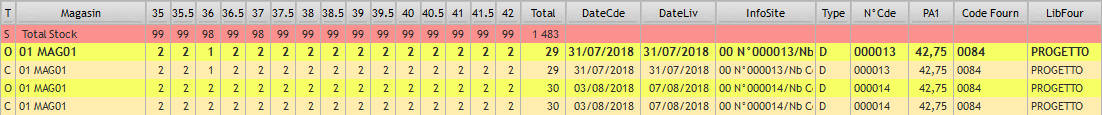 T Magasin 35 35.5 36 36.5 37 37.5 38 38.5 39 39.5 40 40.5 41 41.5 42 Total DateCde DateLiv InfoSite Type N°Cde PA1 Code Fourn LibFour
S Total Stock 99 99 98 99 99 99 99 99 99 99 99 99 99 99 99 1 483
O 01 MAG01 2 2 1 2 2 2 2 2 2 2 2 2 2 2 2 29 31/07/2018 31/07/2018 00 N°000013/Nb D 000013 42,75 0084 PROGETTO
C 01 MAG01 2 2 1 2 2 2 2 2 2 2 2 2 2 2 2 29 31/07/2018 31/07/2018 00 N°000013/Nb C D 000013 42,75 0084 PROGETTO
O 01 MAG01 2 2 2 2 2 2 2 2 2 2 2 2 2 2 2 30 03/08/2018 07/08/2018 00 N°000014/Nb C D 000014 42,75 0084 PROGETTO
C 01 MAG01 2 2 2 2 2 2 2 2 2 2 2 2 2 2 2 30 03/08/2018 07/08/2018 00 N°000014/Nb C D 000014 42,75 0084 PROGETTO